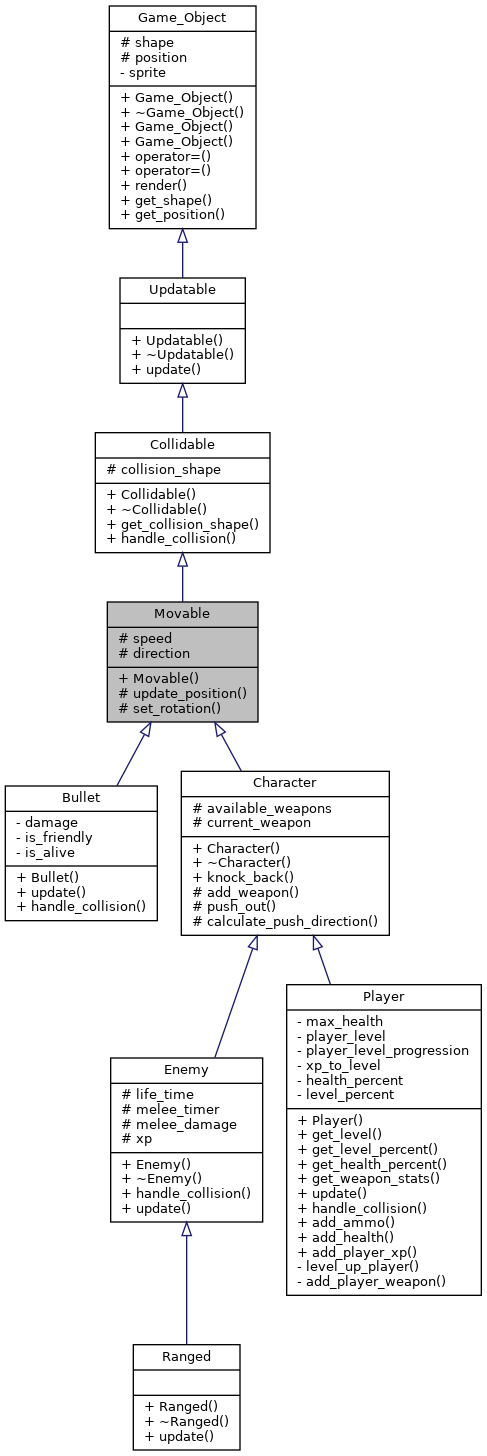 Game_Object
# shape
# position
- sprite
+ Game_Object()
+ ~Game_Object()
+ Game_Object()
+ Game_Object()
+ operator=()
+ operator=()
+ render()
+ get_shape()
+ get_position()
Updatable
+ Updatable()
+ ~Updatable()
+ update()
Collidable
# collision_shape
+ Collidable()
+ ~Collidable()
+ get_collision_shape()
+ handle_collision()
Movable
# speed
# direction
+ Movable()
# update_position()
# set_rotation()
Bullet
- damage
- is_friendly
- is_alive
+ Bullet()
+ update()
+ handle_collision()
Character
# available_weapons
# current_weapon
+ Character()
+ ~Character()
+ knock_back()
# add_weapon()
# push_out()
# calculate_push_direction()
Enemy
# life_time
# melee_timer
# melee_damage
# xp
+ Enemy()
+ ~Enemy()
+ handle_collision()
+ update()
Player
- max_health
- player_level
- player_level_progression
- xp_to_level
- health_percent
- level_percent
+ Player()
+ get_level()
+ get_level_percent()
+ get_health_percent()
+ get_weapon_stats()
+ update()
+ handle_collision()
+ add_ammo()
+ add_health()
+ add_player_xp()
- level_up_player()
- add_player_weapon()
Ranged
+ Ranged()
+ ~Ranged()
+ update()